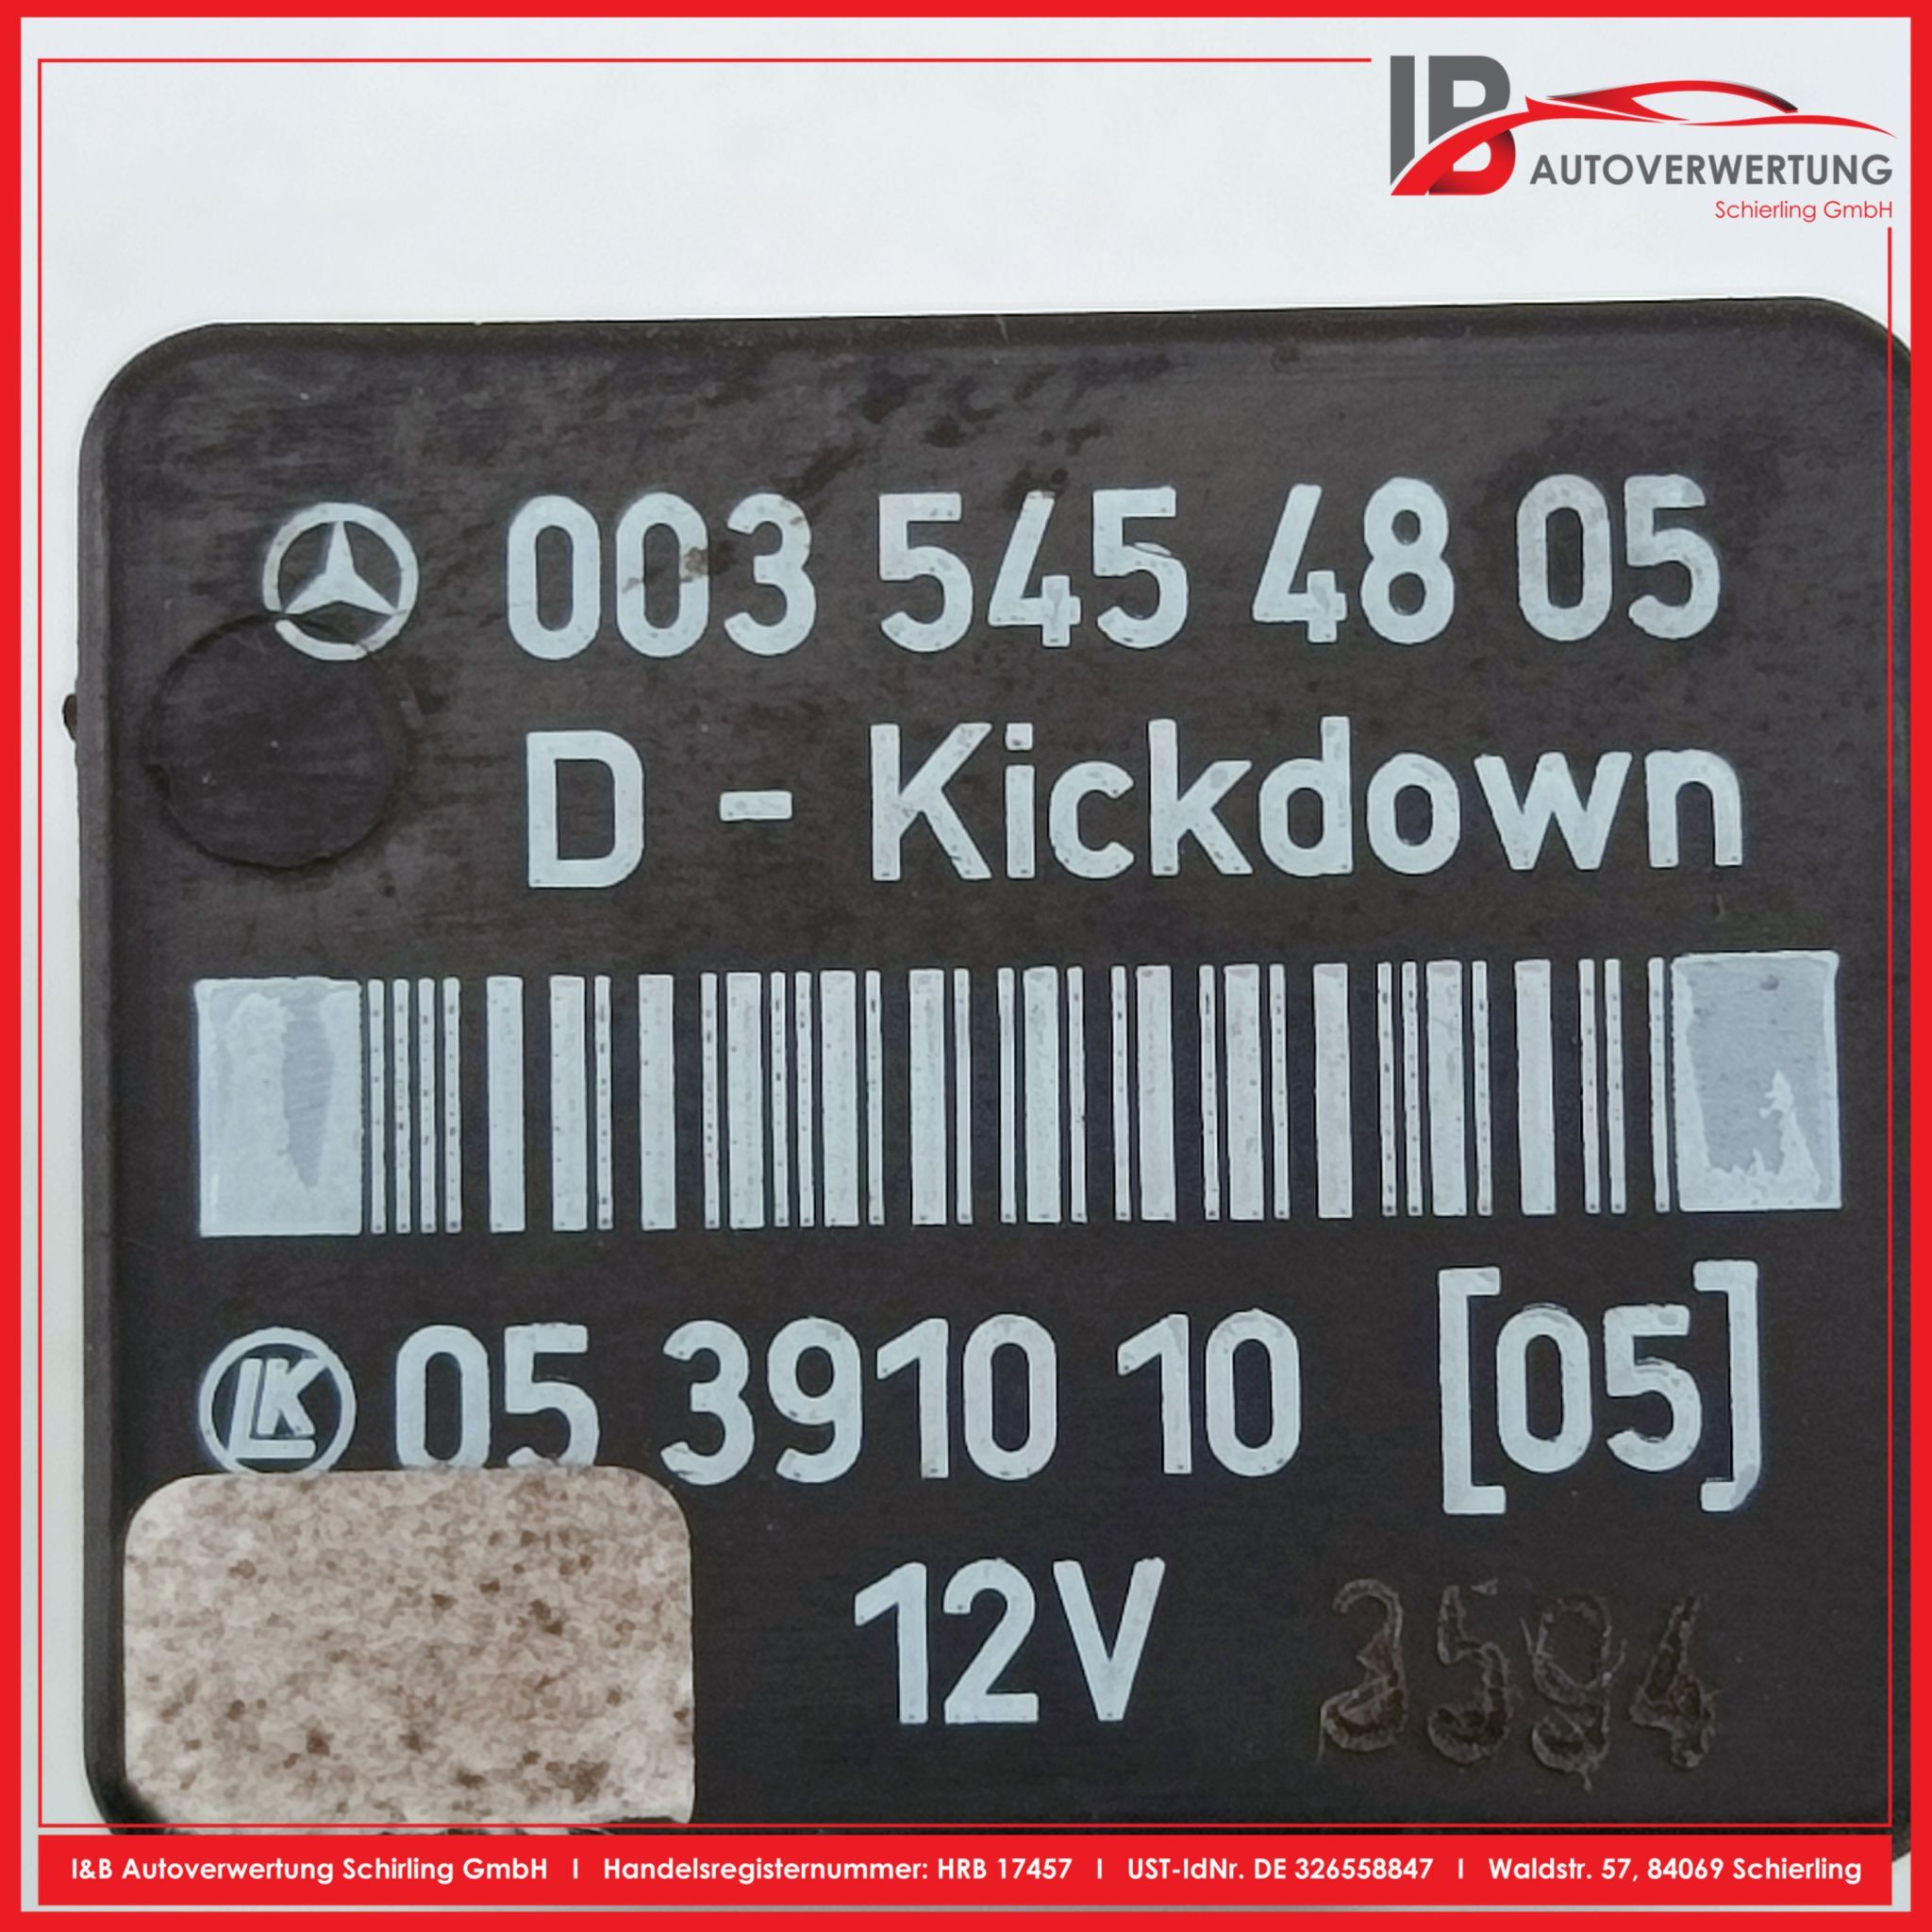 IB
AUTOVERWERTUNG
Schierling GmbH
003 545 48 05
D - Kickdown
LK 05 3910 10 [05]
12V 3594
I&B Autoverwertung Schirling GmbH I Handelsregisternummer: HRB 17457 I UST-IdNr. DE 326558847 I Waldstr. 57, 84069 Schierling